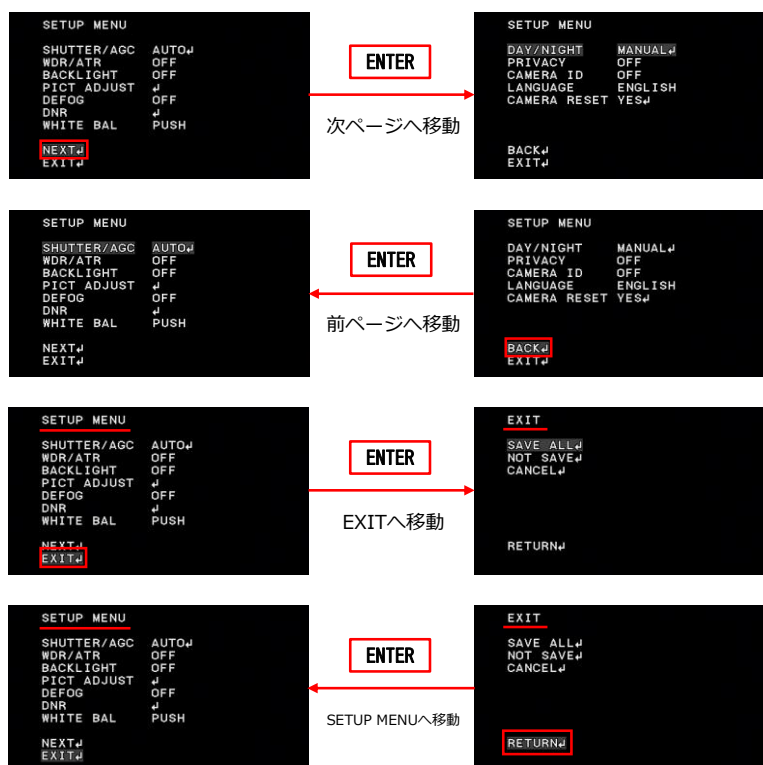 SETUP MENU
SHUTTER/AGC AUTO↵
WDR/ATR OFF
BACKLIGHT OFF
PICT ADJUST ↵
DEFOG OFF
DNR ↵
WHITE BAL PUSH
NEXT↵
EXIT↵
ENTER
次ページへ移動
SETUP MENU
DAY/NIGHT MANUAL↵
PRIVACY OFF
CAMERA ID OFF
LANGUAGE ENGLISH
CAMERA RESET YES↵
BACK↵
EXIT↵
SETUP MENU
SHUTTER/AGC AUTO↵
WDR/ATR OFF
BACKLIGHT OFF
PICT ADJUST ↵
DEFOG OFF
DNR ↵
WHITE BAL PUSH
NEXT↵
EXIT↵
ENTER
前ページへ移動
SETUP MENU
DAY/NIGHT MANUAL↵
PRIVACY OFF
CAMERA ID OFF
LANGUAGE ENGLISH
CAMERA RESET YES↵
BACK↵
EXIT↵
SETUP MENU
SHUTTER/AGC AUTO↵
WDR/ATR OFF
BACKLIGHT OFF
PICT ADJUST ↵
DEFOG OFF
DNR ↵
WHITE BAL PUSH
NEXT↵
EXIT↵
ENTER
EXITへ移動
EXIT
SAVE ALL↵
NOT SAVE↵
CANCEL↵
RETURN↵
SETUP MENU
SHUTTER/AGC AUTO↵
WDR/ATR OFF
BACKLIGHT OFF
PICT ADJUST ↵
DEFOG OFF
DNR ↵
WHITE BAL PUSH
NEXT↵
EXIT↵
ENTER
SETUP MENUへ移動
EXIT
SAVE ALL↵
NOT SAVE↵
CANCEL↵
RETURN↵